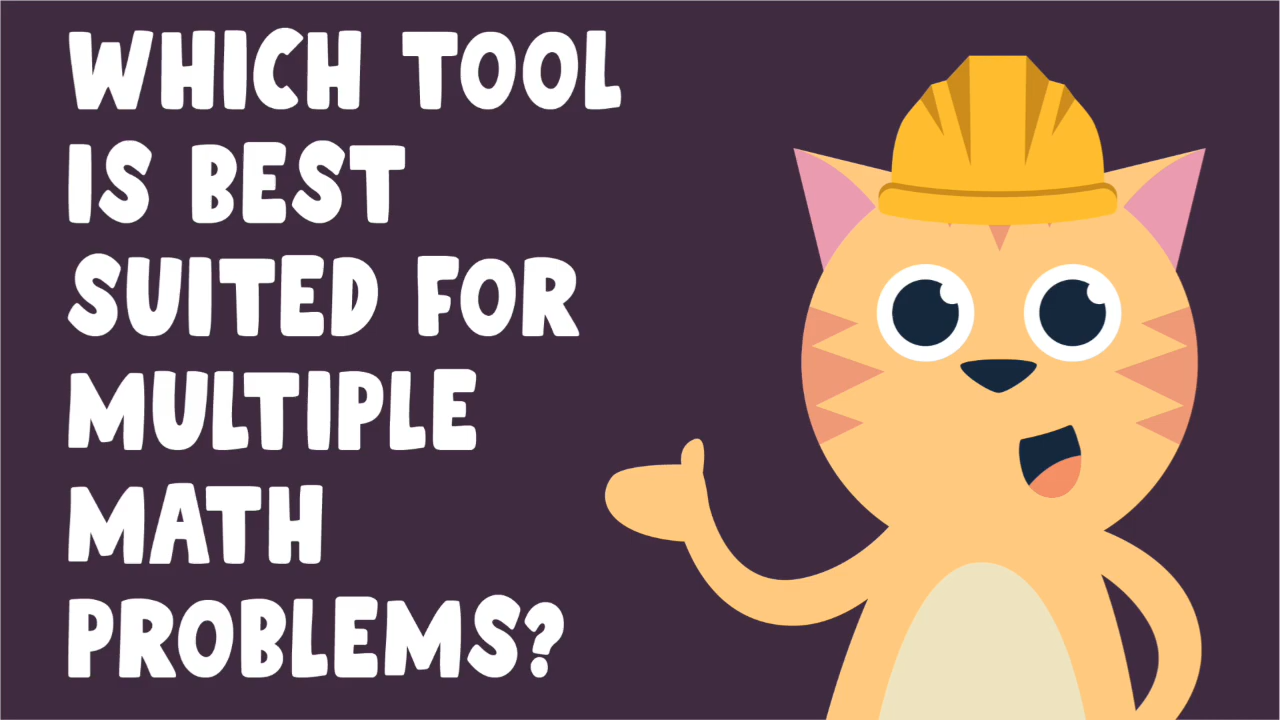 WHICH TOOL
IS BEST
SUITED FOR
MULTIPLE
MATH
PROBLEMS?